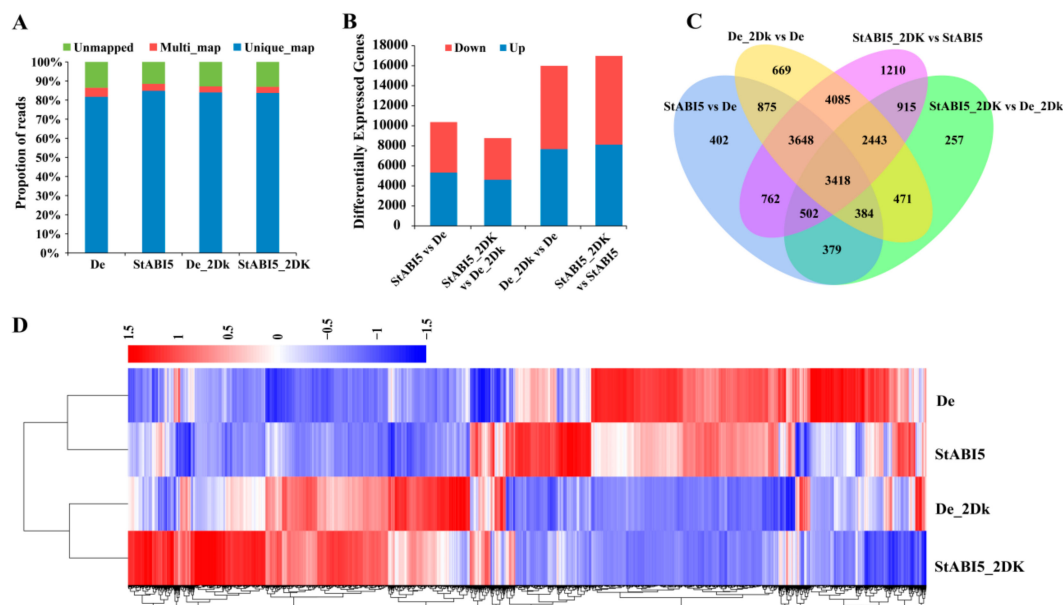 A
Unmapped Multi_map Unique_map
Propotion of reads
100%
90%
80%
70%
60%
50%
40%
30%
20%
10%
0%
De StABI5 De_2Dk StABI5_2DK
B
Down Up
Differentially Expressed Genes
18000
16000
14000
12000
10000
8000
6000
4000
2000
0
StABI5 vs De
StABI5_2DK
vs De_2Dk
De_2Dk vs De
StABI5_2DK
vs StABI5
C
De_2Dk vs De
StABI5_2DK vs StABI5
StABI5 vs De
StABI5_2DK vs De_2Dk
669
1210
875
4085
915
402
3648
2443
257
3418
762
471
502
384
379
D
1.5 1 0.5 0 −0.5 −1 −1.5
De
StABI5
De_2Dk
StABI5_2DK